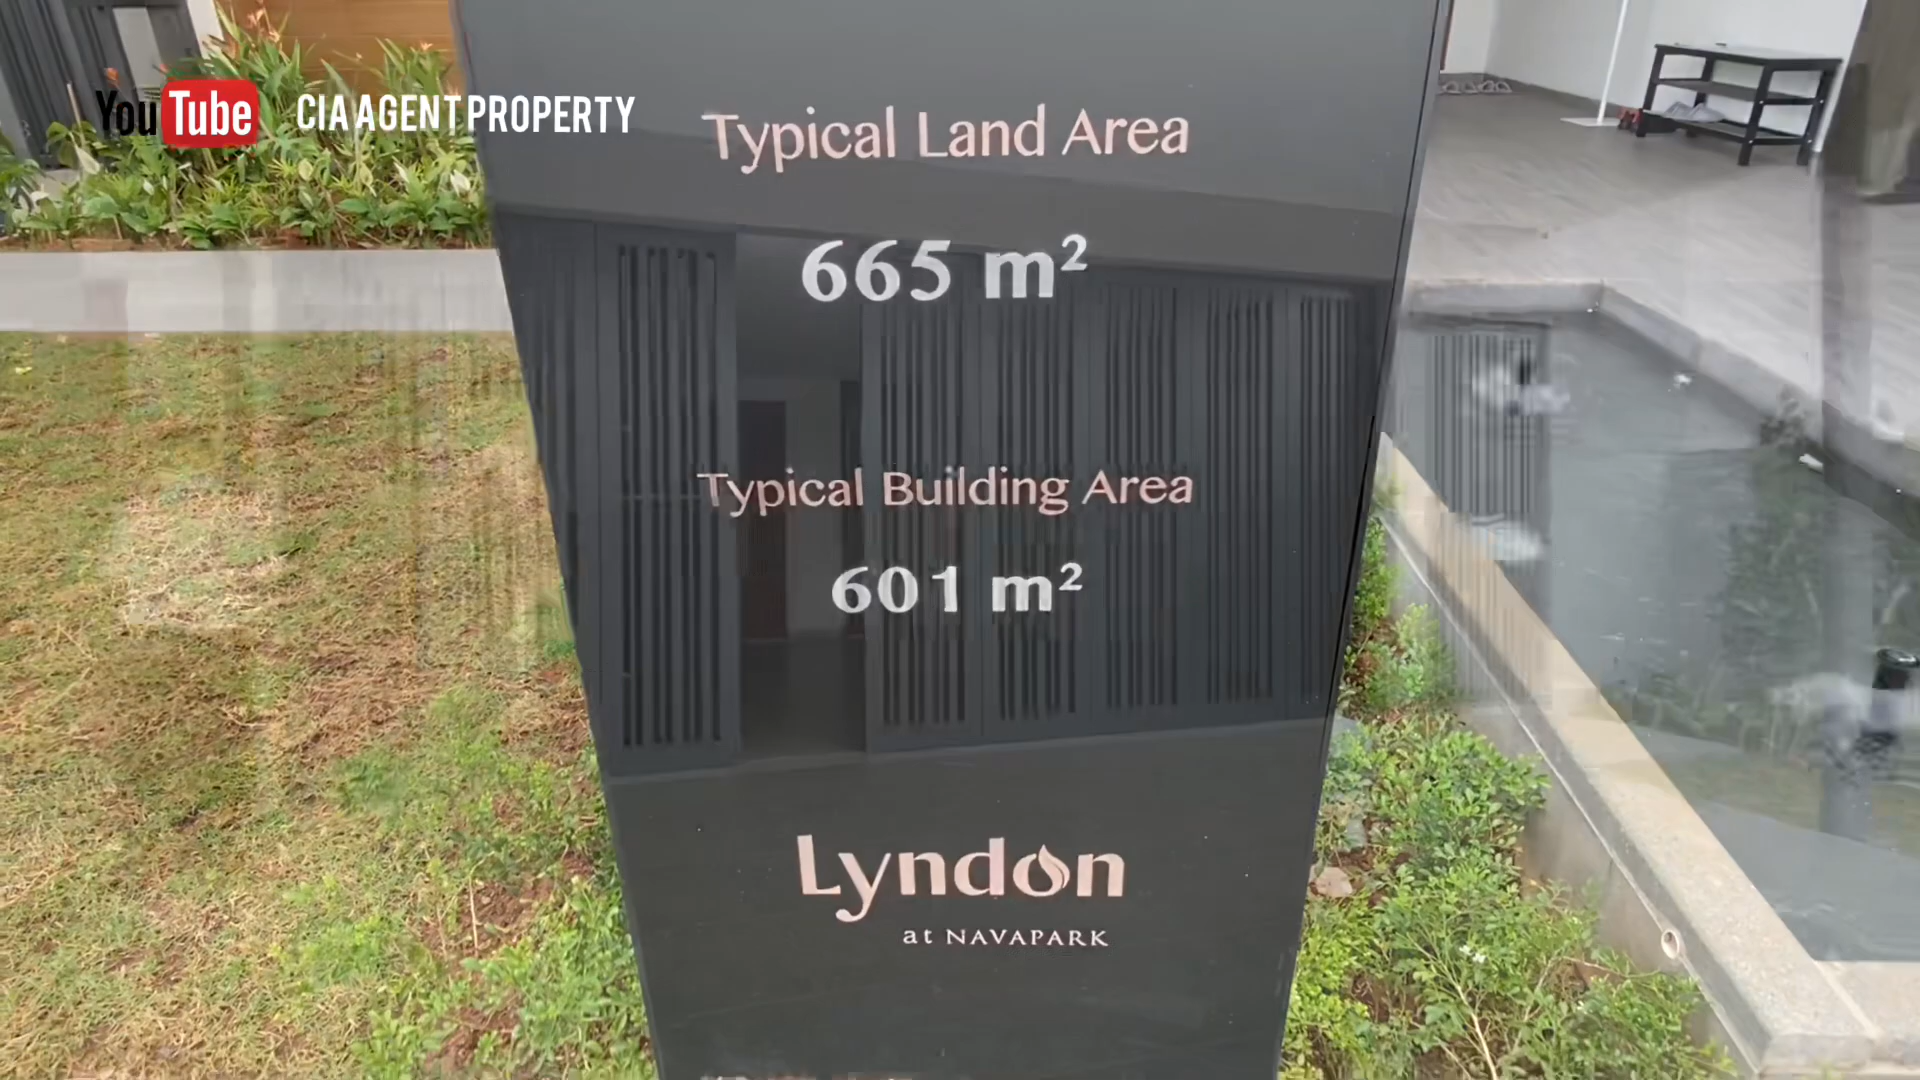 YouTube CIA AGENT PROPERTY
Typical Land Area
665 m²
Typical Building Area
601 m²
Lyndon
at NAVAPARK